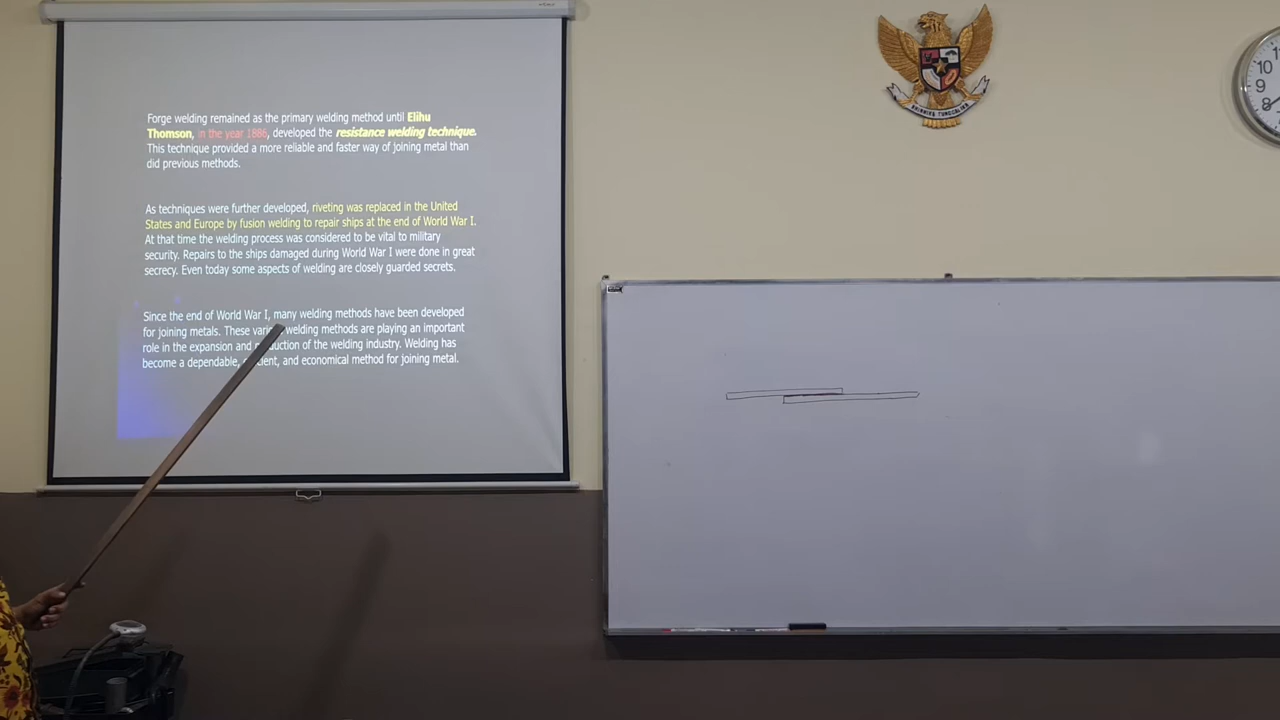 Forge welding remained as the primary welding method until Elihu
Thomson, in the year 1886, developed the resistance welding technique.
This technique provided a more reliable and faster way of joining metal than
did previous methods.
As techniques were further developed, riveting was replaced in the United
States and Europe by fusion welding to repair ships at the end of World War I.
At that time the welding process was considered to be vital to military
security. Repairs to the ships damaged during World War I were done in great
secrecy. Even today some aspects of welding are closely guarded secrets.
Since the end of World War I, many welding methods have been developed
for joining metals. These welding methods are playing an important
role in the expansion and of the welding industry. Welding has
become a dependable, and economical method for joining metal.
10
9
8